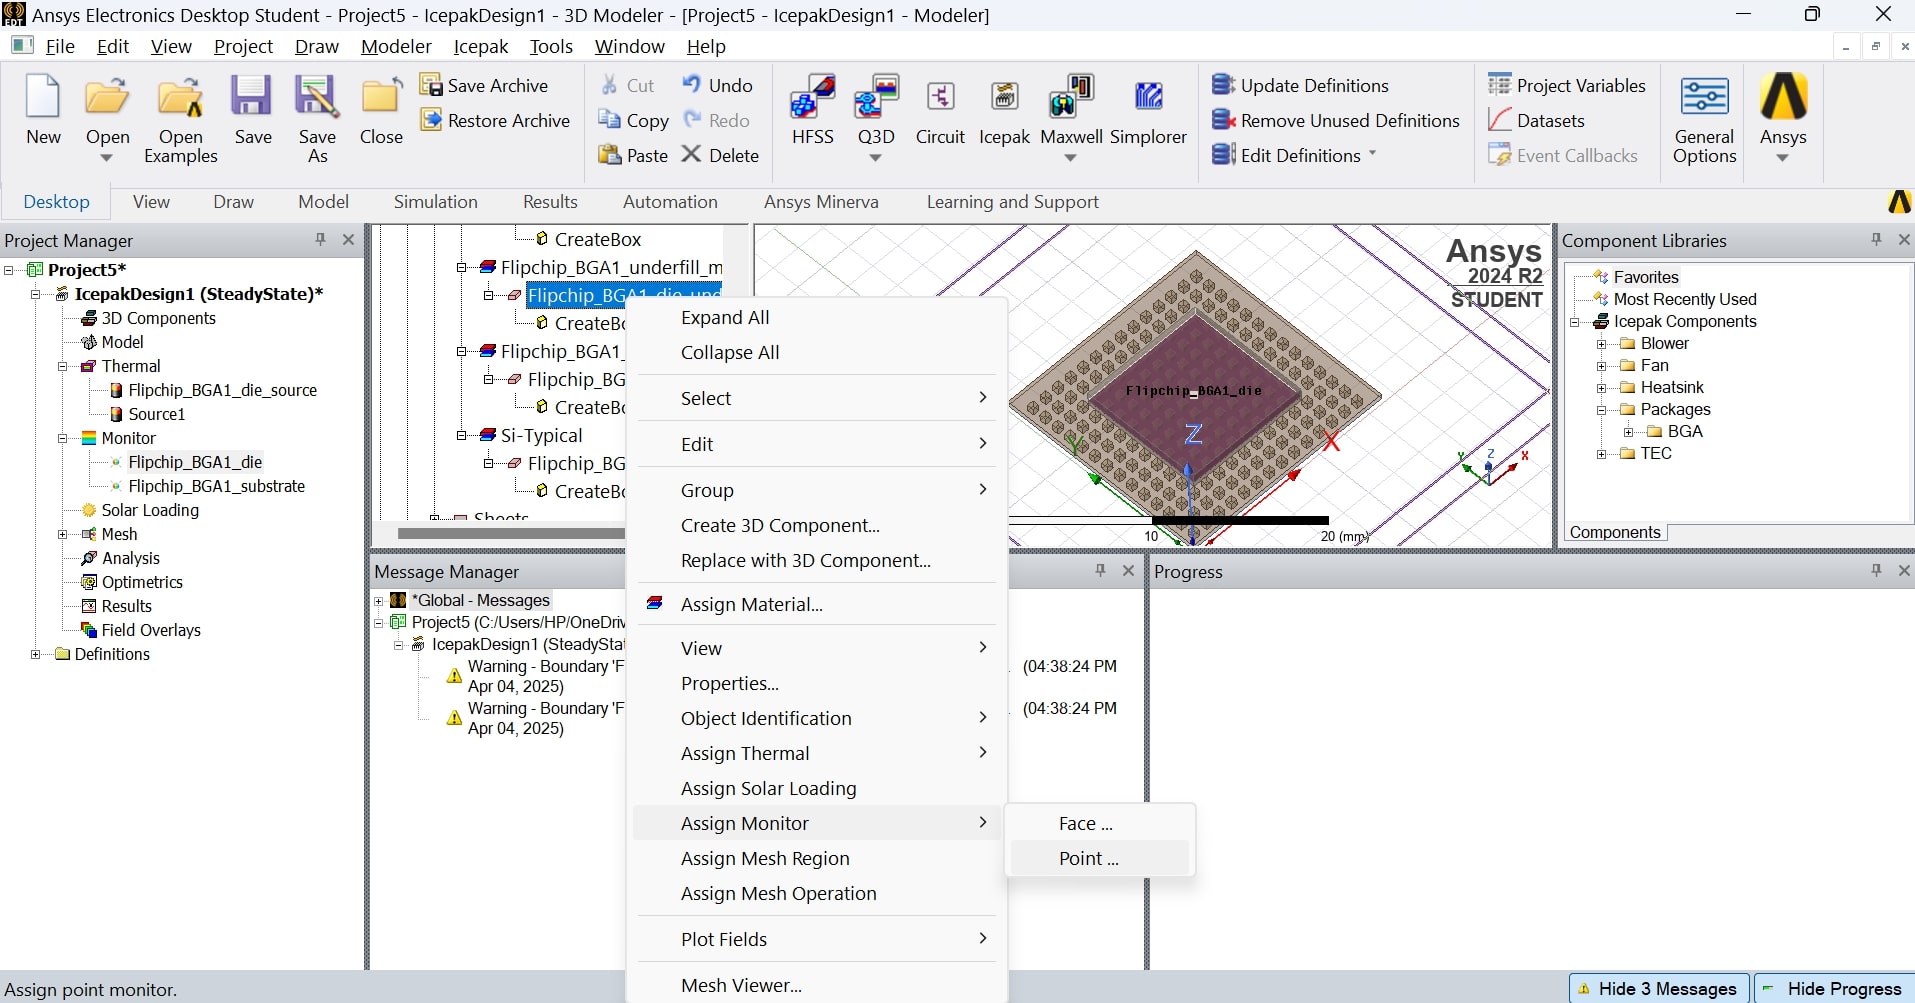 Ansys Electronics Desktop Student - Project5 - IcepakDesign1 - 3D Modeler - [Project5 - IcepakDesign1 - Modeler]
File Edit View Project Draw Modeler Icepak Tools Window Help
New
Open
Open Examples
Save
Save As
Close
Save Archive
Restore Archive
Cut
Copy
Paste
Undo
Redo
Delete
HFSS
Q3D
Circuit
Icepak
Maxwell
Simplorer
Update Definitions
Remove Unused Definitions
Edit Definitions
Project Variables
Datasets
Event Callbacks
General Options
Ansys
Desktop View Draw Model Simulation Results Automation Ansys Minerva Learning and Support
Project Manager
Project5*
IcepakDesign1 (SteadyState)*
3D Components
Model
Thermal
Flipchip_BGA1_die_source
Source1
Monitor
Flipchip_BGA1_die
Flipchip_BGA1_substrate
Solar Loading
Mesh
Analysis
Optimetrics
Results
Field Overlays
Definitions
CreateBox
Flipchip_BGA1_underfill_m
Flipchip_BGA1_die_und
CreateBo
Flipchip_BGA1_
Flipchip_BG
CreateBo
Si-Typical
Flipchip_BG
CreateBo
Sheets
Expand All
Collapse All
Select
Edit
Group
Create 3D Component...
Replace with 3D Component...
Assign Material...
View
Properties...
Object Identification
Assign Thermal
Assign Solar Loading
Assign Monitor
Assign Mesh Region
Assign Mesh Operation
Plot Fields
Mesh Viewer...
Face ...
Point ...
Ansys
2024 R2
STUDENT
Flipchip_BGA1_die
Z
Y
X
Y Z X
10 20 (mm)
Component Libraries
Favorites
Most Recently Used
Icepak Components
Blower
Fan
Heatsink
Packages
BGA
TEC
Components
Message Manager
*Global - Messages
Project5 (C:/Users/HP/OneDriv
IcepakDesign1 (SteadyStat
Warning - Boundary 'F (04:38:24 PM
Apr 04, 2025)
Warning - Boundary 'F (04:38:24 PM
Apr 04, 2025)
Progress
Assign point monitor.
Hide 3 Messages
Hide Progress